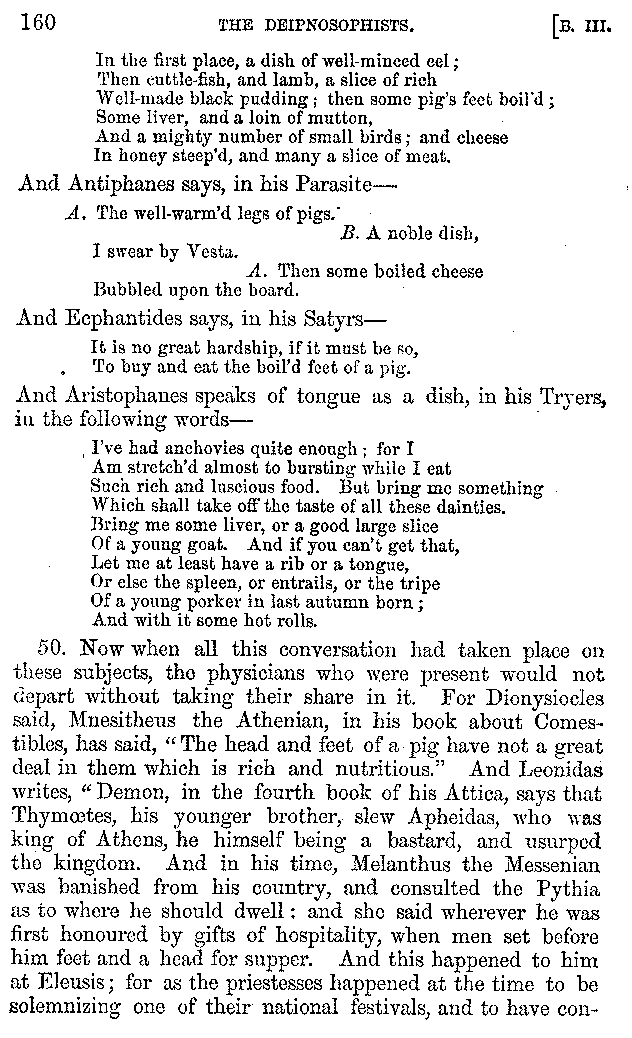 160 THE DEIPNOSOPHISTS. [B. III.
In the first place, a dish of well-minced eel;
Then cuttle-fish, and lamb, a slice of rich
Well-made black pudding; then some pig's feet boil'd;
Some liver, and a loin of mutton,
And a mighty number of small birds; and cheese
In honey steep'd, and many a slice of meat.
And Antiphanes says, in his Parasite—
A. The well-warm'd legs of pigs.
B. A noble dish,
I swear by Vesta.
A. Then some boiled cheese
Bubbled upon the board.
And Ecphantides says, in his Satyrs—
It is no great hardship, if it must be so,
To buy and eat the boil'd feet of a pig.
And Aristophanes speaks of tongue as a dish, in his Tryers,
in the following words—
I've had anchovies quite enough; for I
Am stretch'd almost to bursting while I eat
Such rich and luscious food. But bring me something
Which shall take off the taste of all these dainties.
Bring me some liver, or a good large slice
Of a young goat. And if you can't get that,
Let me at least have a rib or a tongue,
Or else the spleen, or entrails, or the tripe
Of a young porker in last autumn born;
And with it some hot rolls.
50. Now when all this conversation had taken place on
these subjects, the physicians who were present would not
depart without taking their share in it. For Dionysiocles
said, Mnesitheus the Athenian, in his book about Comes-
tibles, has said, "The head and feet of a pig have not a great
deal in them which is rich and nutritious." And Leonidas
writes, "Demon, in the fourth book of his Attica, says that
Thymœtes, his younger brother, slew Apheidas, who was
king of Athens, he himself being a bastard, and usurped
the kingdom. And in his time, Melanthus the Messenian
was banished from his country, and consulted the Pythia
as to where he should dwell: and she said wherever he was
first honoured by gifts of hospitality, when men set before
him feet and a head for supper. And this happened to him
at Eleusis; for as the priestesses happened at the time to be
solemnizing one of their national festivals, and to have con-